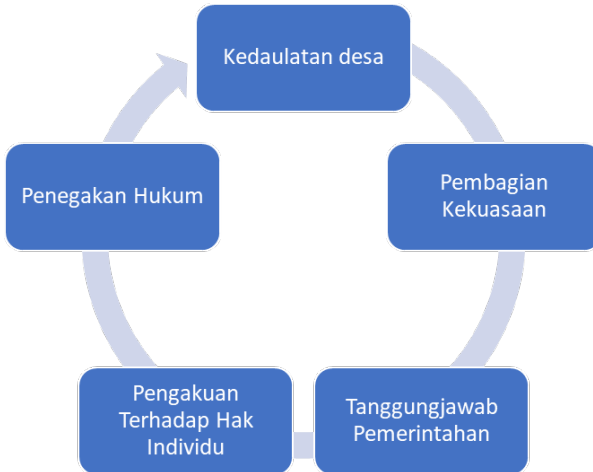 Kedaulatan desa
Pembagian
Kekuasaan
Tanggungjawab
Pemerintahan
Pengakuan
Terhadap Hak
Individu
Penegakan Hukum